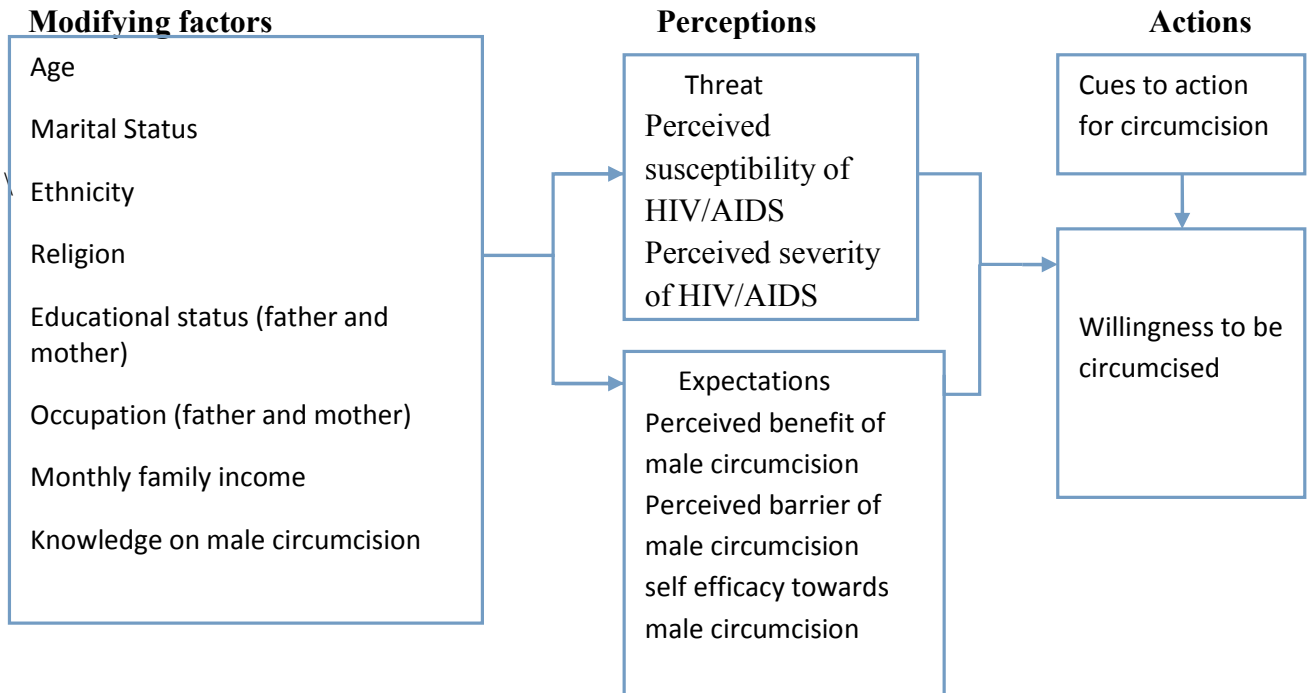 Modifying factors
Age
Marital Status
\
Ethnicity
Religion
Educational status (father and
mother)
Occupation (father and mother)
Monthly family income
Knowledge on male circumcision
Perceptions
Threat
Perceived
susceptibility of
HIV/AIDS
Perceived severity
of HIV/AIDS
Expectations
Perceived benefit of
male circumcision
Perceived barrier of
male circumcision
self efficacy towards
male circumcision
Actions
Cues to action
for circumcision
Willingness to be
circumcised